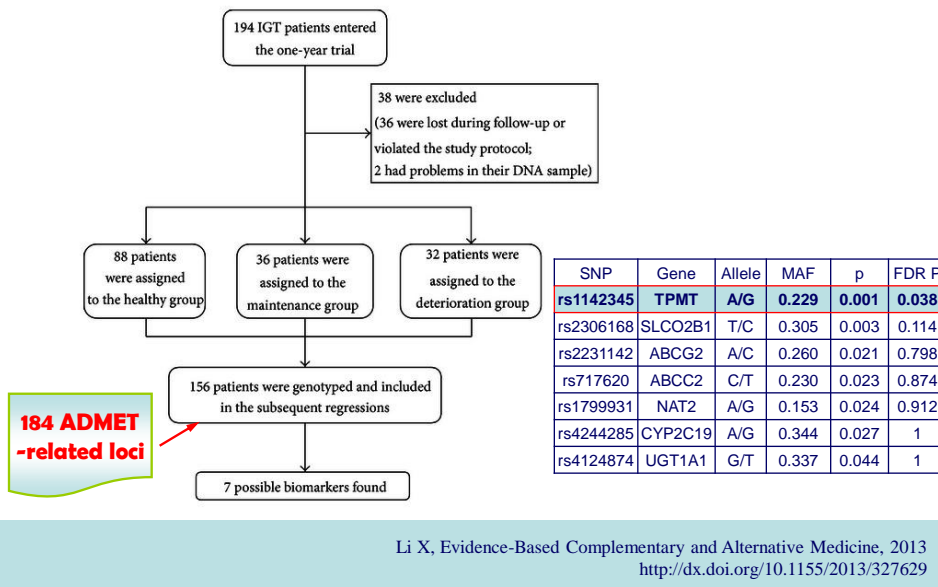 194 IGT patients entered
the one-year trial
38 were excluded
(36 were lost during follow-up or
violated the study protocol;
2 had problems in their DNA sample)
88 patients
were assigned
to the healthy group
36 patients were
assigned to the
maintenance group
32 patients were
assigned to the
deterioration group
156 patients were genotyped and included
in the subsequent regressions
184 ADMET
-related loci
7 possible biomarkers found
SNP Gene Allele MAF p FDR P
rs1142345 TPMT A/G 0.229 0.001 0.038
rs2306168 SLCO2B1 T/C 0.305 0.003 0.114
rs2231142 ABCG2 A/C 0.260 0.021 0.798
rs717620 ABCC2 C/T 0.230 0.023 0.874
rs1799931 NAT2 A/G 0.153 0.024 0.912
rs4244285 CYP2C19 A/G 0.344 0.027 1
rs4124874 UGT1A1 G/T 0.337 0.044 1
Li X, Evidence-Based Complementary and Alternative Medicine, 2013
http://dx.doi.org/10.1155/2013/327629